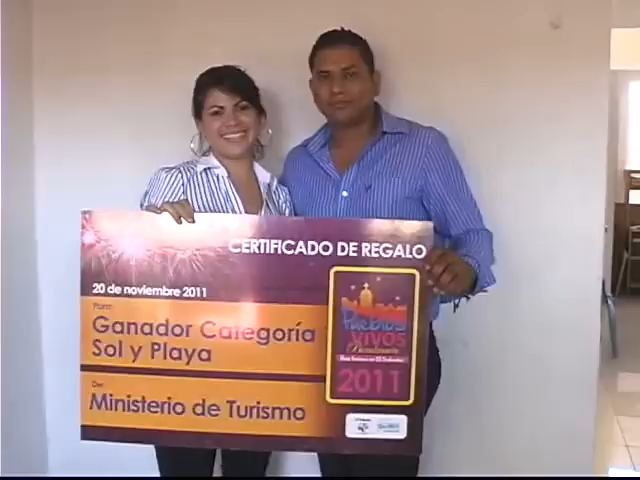 CERTIFICADO DE REGALO
20 de noviembre 2011
Para:
Ganador Categoría
Sol y Playa
De:
Ministerio de Turismo
Pueblos
VIVOS
2011